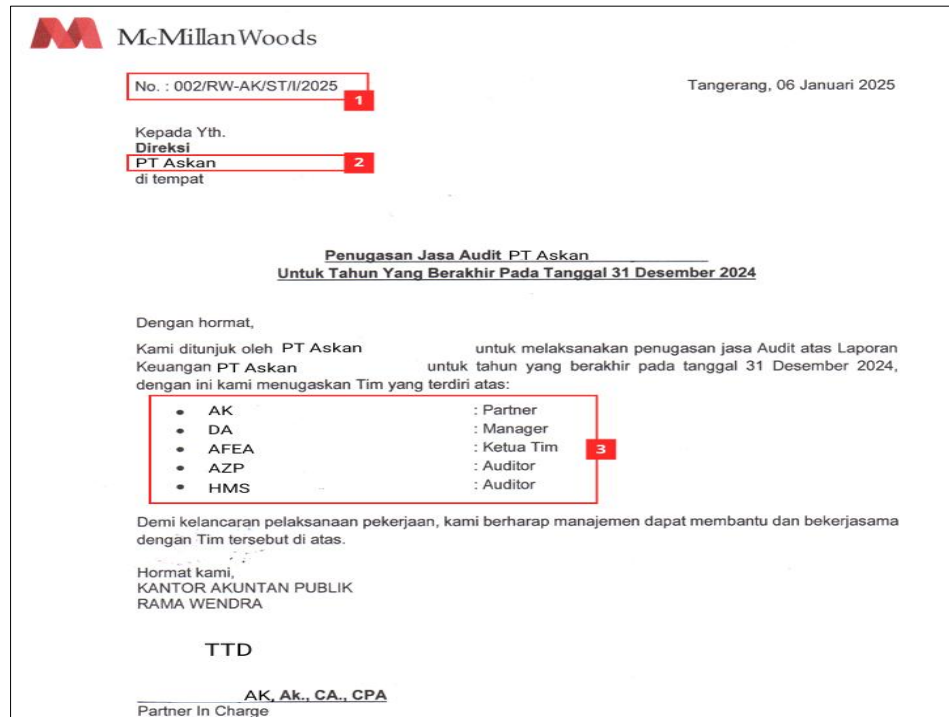 McMillanWoods
No. : 002/RW-AK/ST/I/2025
1
Tangerang, 06 Januari 2025
Kepada Yth.
Direksi
PT Askan
2
di tempat
Penugasan Jasa Audit PT Askan
Untuk Tahun Yang Berakhir Pada Tanggal 31 Desember 2024
Dengan hormat,
Kami ditunjuk oleh PT Askan untuk melaksanakan penugasan jasa Audit atas Laporan
Keuangan PT Askan untuk tahun yang berakhir pada tanggal 31 Desember 2024,
dengan ini kami menugaskan Tim yang terdiri atas:
• AK : Partner
• DA : Manager
• AFEA : Ketua Tim
3
• AZP : Auditor
• HMS : Auditor
Demi kelancaran pelaksanaan pekerjaan, kami berharap manajemen dapat membantu dan bekerjasama
dengan Tim tersebut di atas.
Hormat kami,
KANTOR AKUNTAN PUBLIK
RAMA WENDRA
TTD
AK, Ak., CA., CPA
Partner In Charge